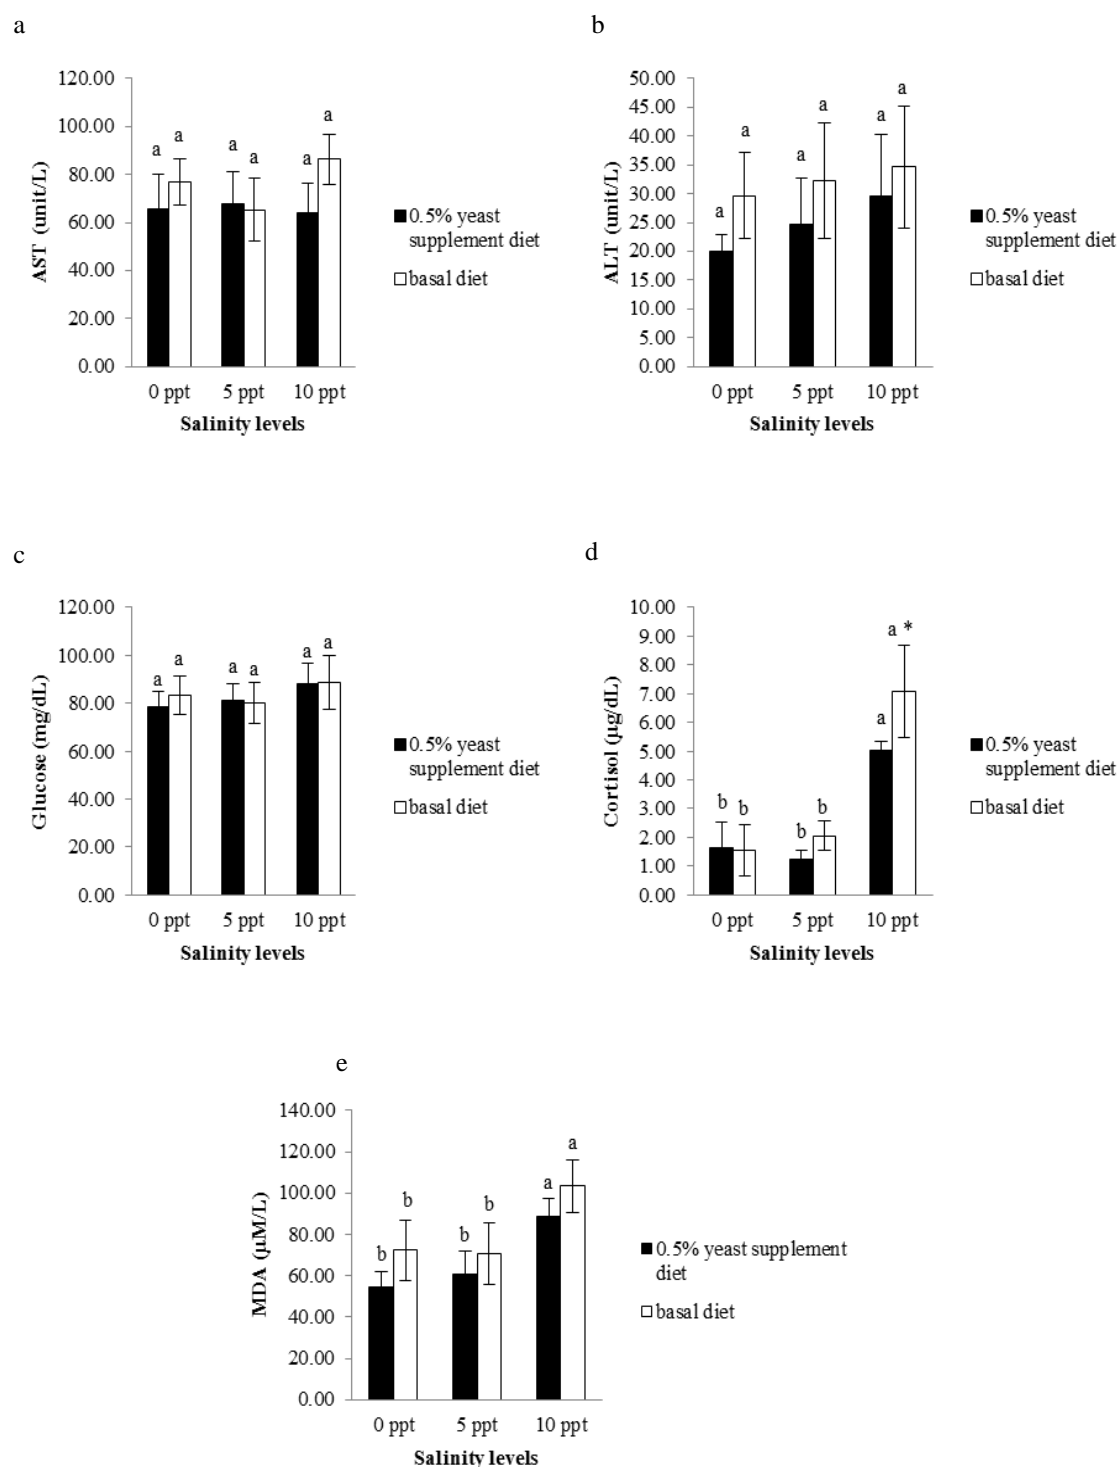 a
120.00
100.00
80.00
60.00
40.00
20.00
0.00
AST (unit/L)
a a a a a a
0 ppt 5 ppt 10 ppt
Salinity levels
0.5% yeast
supplement diet
basal diet
b
50.00
45.00
40.00
35.00
30.00
25.00
20.00
15.00
10.00
5.00
0.00
ALT (unit/L)
a a a a a a
0 ppt 5 ppt 10 ppt
Salinity levels
0.5% yeast
supplement diet
basal diet
c
120.00
100.00
80.00
60.00
40.00
20.00
0.00
Glucose (mg/dL)
a a a a a a
0 ppt 5 ppt 10 ppt
Salinity levels
0.5% yeast
supplement diet
basal diet
d
10.00
9.00
8.00
7.00
6.00
5.00
4.00
3.00
2.00
1.00
0.00
Cortisol (µg/dL)
b b b b a a *
0 ppt 5 ppt 10 ppt
Salinity levels
0.5% yeast
supplement diet
basal diet
e
140.00
120.00
100.00
80.00
60.00
40.00
20.00
0.00
MDA (µM/L)
b b b b a a
0 ppt 5 ppt 10 ppt
Salinity levels
0.5% yeast supplement
diet
basal diet